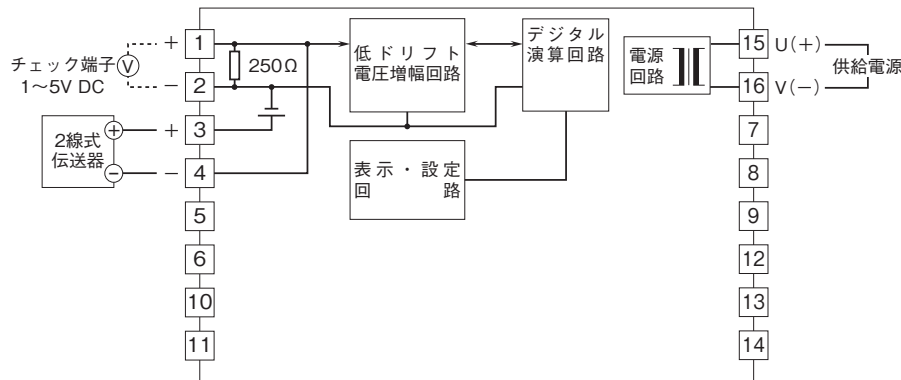 チェック端子
1~5V DC
V
+
−
1
2
3
4
5
6
10
11
250Ω
+
−
2線式
伝送器
+
−
低ドリフト
電圧増幅回路
デジタル
演算回路
表示・設定
回 路
電源
回路
15
16
7
8
9
12
13
14
U(+)
V(−)
供給電源